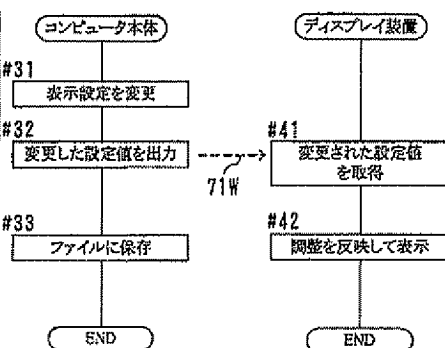 コンピュータ本体
#31
表示設定を変更
#32
変更した設定値を出力
71W
#33
ファイルに保存
END
ディスプレイ装置
#41
変更された設定値
を取得
#42
調整を反映して表示
END